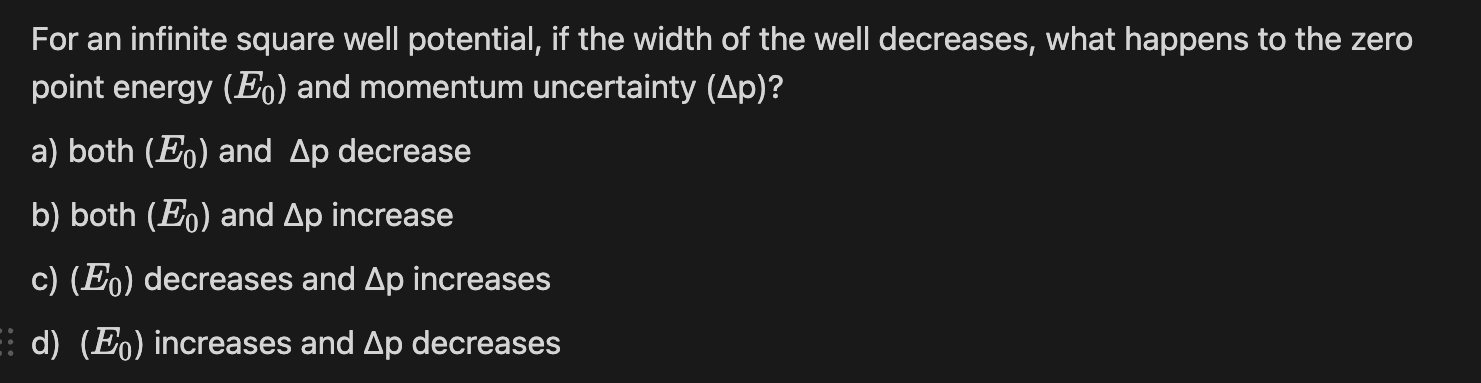 For an infinite square well potential, if the width of the well decreases, what happens to the zero
point energy (E₀) and momentum uncertainty (Δp)?
a) both (E₀) and Δp decrease
b) both (E₀) and Δp increase
c) (E₀) decreases and Δp increases
d) (E₀) increases and Δp decreases